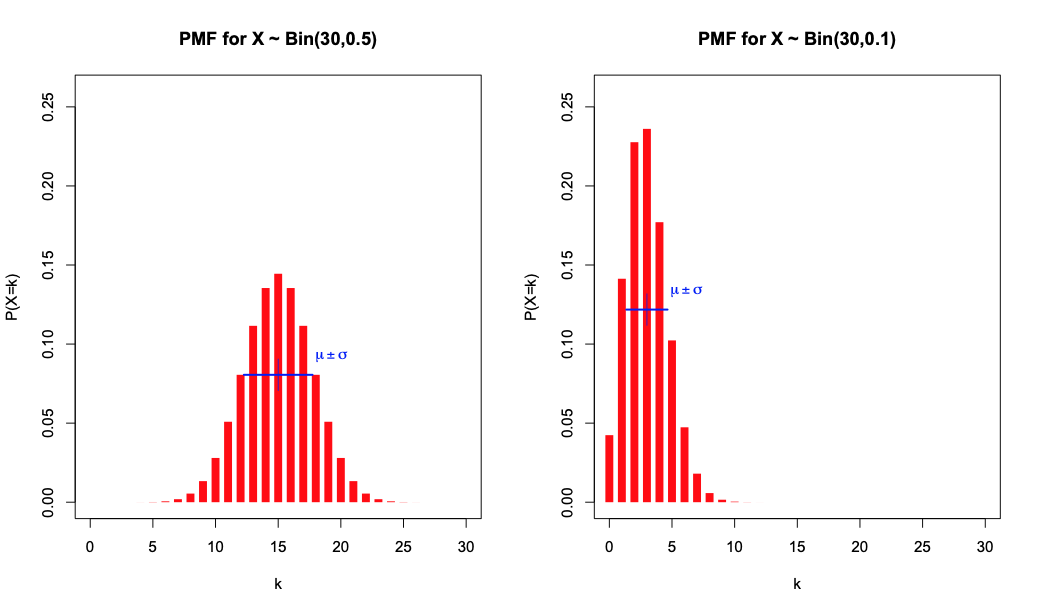 PMF for X ~ Bin(30,0.5)
P(X=k)
0.25
0.20
0.15
0.10
0.05
0.00
μ ± σ
0 5 10 15 20 25 30
k
PMF for X ~ Bin(30,0.1)
P(X=k)
0.25
0.20
0.15
0.10
0.05
0.00
μ ± σ
0 5 10 15 20 25 30
k